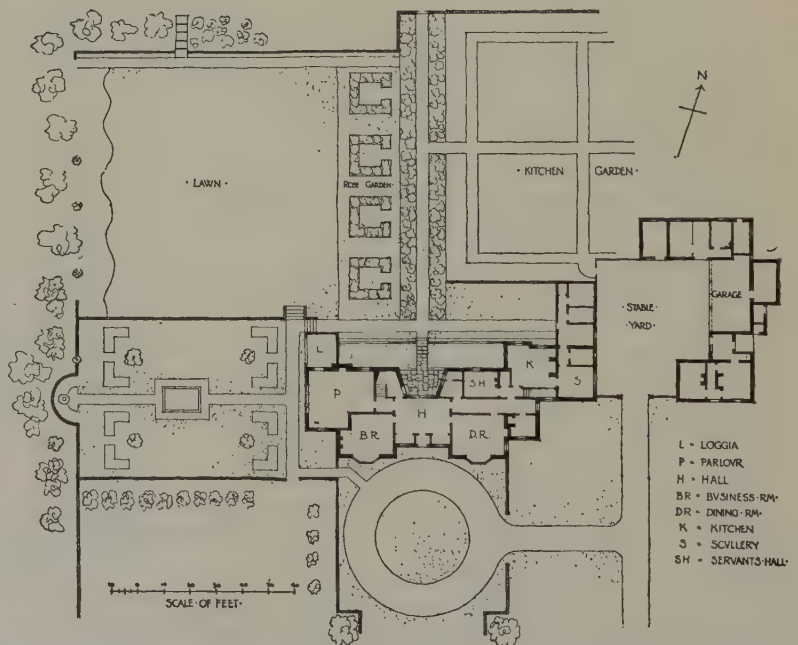 N
· LAWN ·
ROSE GARDEN
· KITCHEN GARDEN ·
STABLE
YARD
GARAGE
L
P
K
S
SH
H
BR
D.R.
L = LOGGIA
P = PARLOVR
H = HALL
BR = BVSINESS·RM·
DR = DINING·RM·
K = KITCHEN
S = SCVLLERY
SH = SERVANTS·HALL·
SCALE·OF·FEET·